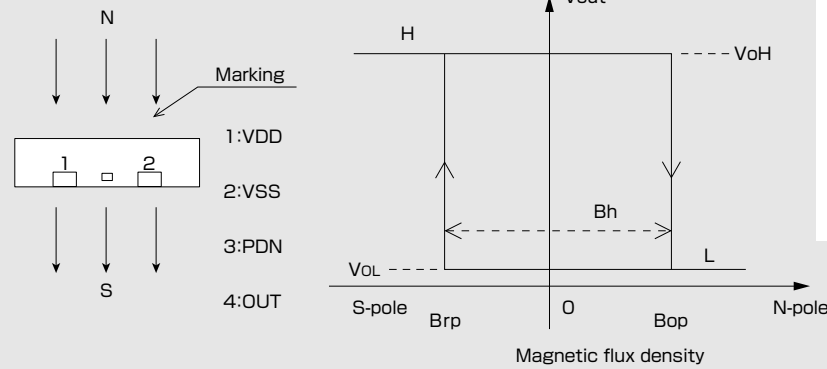 N
Marking
1
2
S
1:VDD
2:VSS
3:PDN
4:OUT
Vout
H
VOH
Bh
VOL
L
S-pole
Brp
0
Bop
N-pole
Magnetic flux density